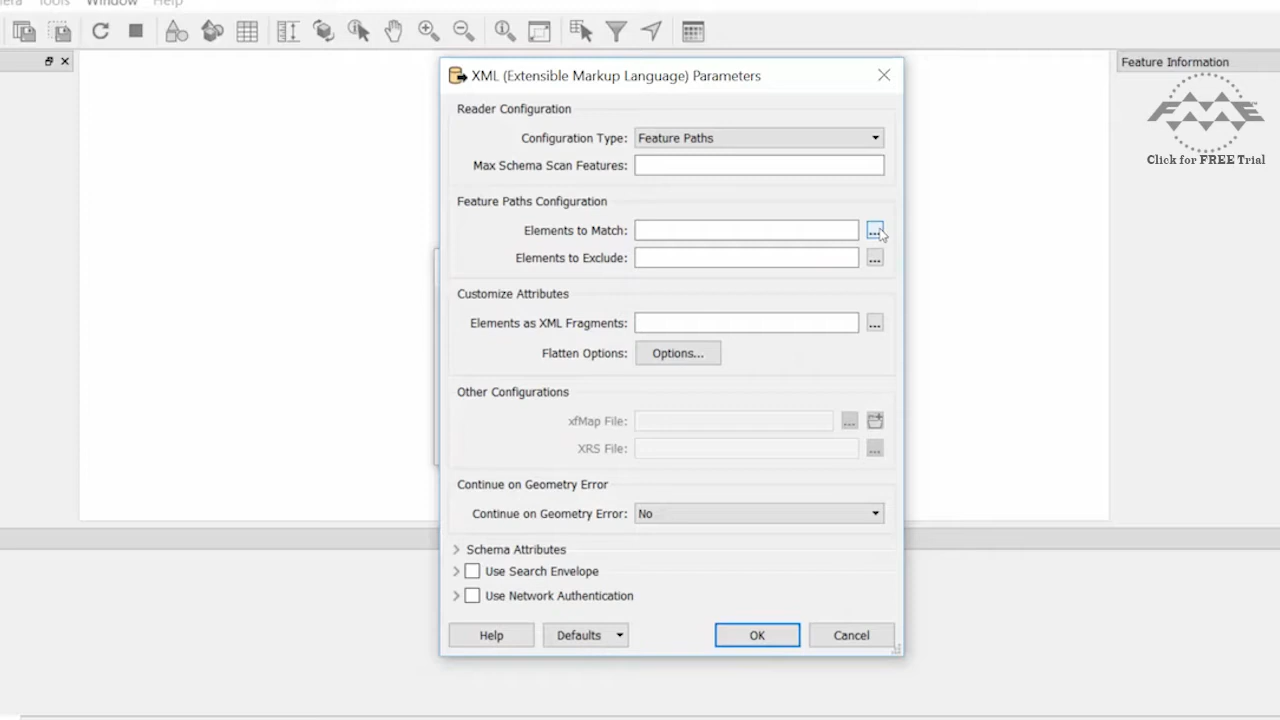 Tools Window Help
XML (Extensible Markup Language) Parameters
Feature Information
FME
Click for FREE Trial
Reader Configuration
Configuration Type: Feature Paths
Max Schema Scan Features:
Feature Paths Configuration
Elements to Match: ...
Elements to Exclude: ...
Customize Attributes
Elements as XML Fragments: ...
Flatten Options: Options...
Other Configurations
xfMap File: ...
XRS File: ...
Continue on Geometry Error
Continue on Geometry Error: No
Schema Attributes
Use Search Envelope
Use Network Authentication
Help Defaults OK Cancel